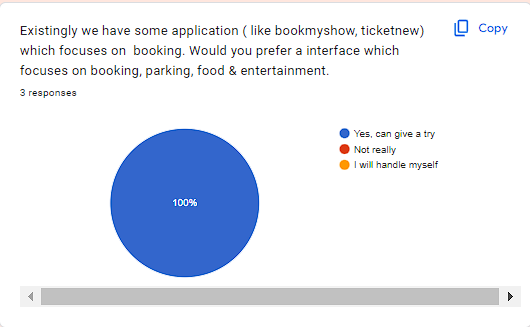 Existingly we have some application ( like bookmyshow, ticketnew)
which focuses on  booking. Would you prefer a interface which
focuses on booking, parking, food & entertainment.
Copy
3 responses
100%
Yes, can give a try
Not really
I will handle myself